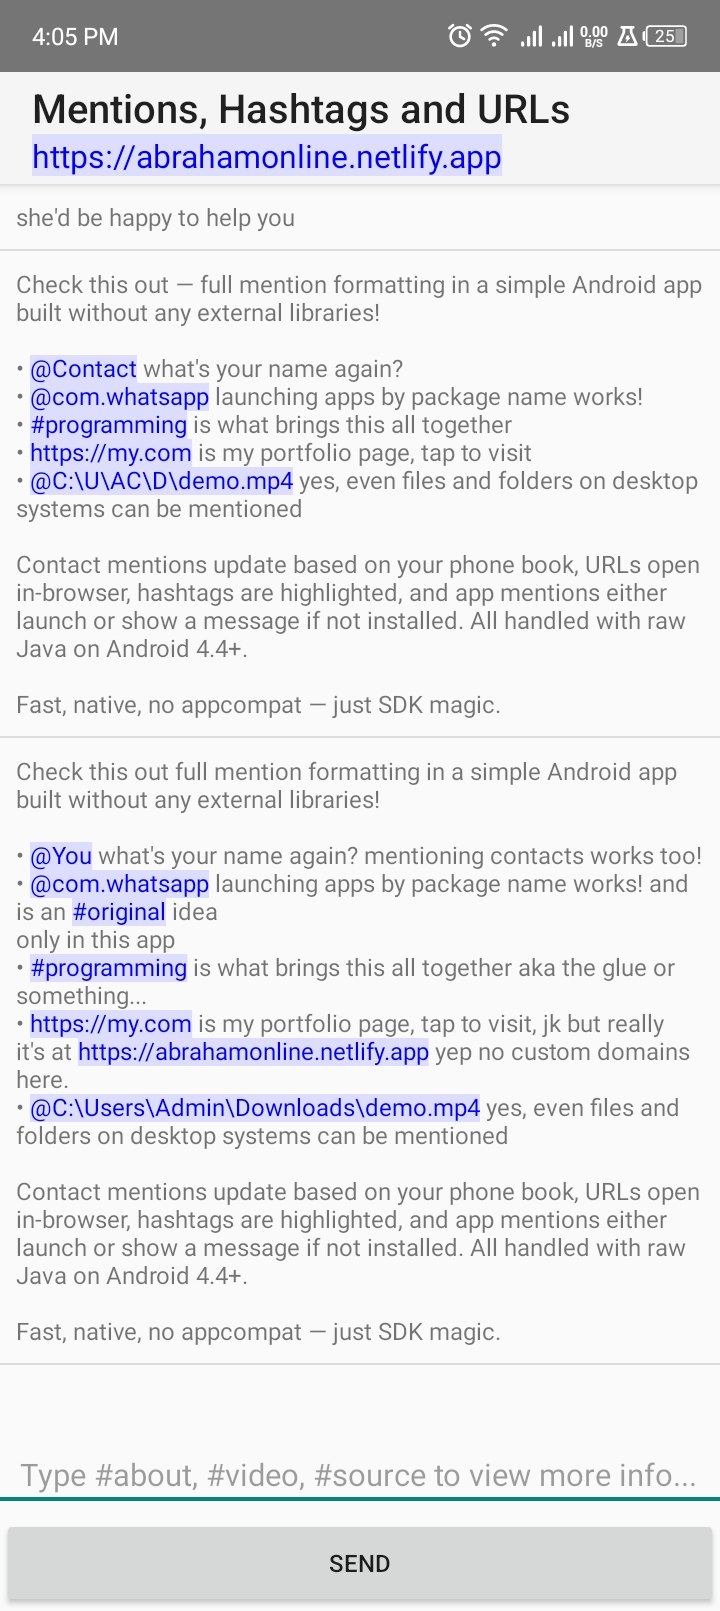 4:05 PM
0.00
B/S
25
Mentions, Hashtags and URLs
https://abrahamonline.netlify.app
she'd be happy to help you
Check this out — full mention formatting in a simple Android app
built without any external libraries!
• @Contact what's your name again?
• @com.whatsapp launching apps by package name works!
• #programming is what brings this all together
• https://my.com is my portfolio page, tap to visit
• @C:\U\AC\D\demo.mp4 yes, even files and folders on desktop
systems can be mentioned
Contact mentions update based on your phone book, URLs open
in-browser, hashtags are highlighted, and app mentions either
launch or show a message if not installed. All handled with raw
Java on Android 4.4+.
Fast, native, no appcompat — just SDK magic.
Check this out full mention formatting in a simple Android app
built without any external libraries!
• @You what's your name again? mentioning contacts works too!
• @com.whatsapp launching apps by package name works! and
is an #original idea
only in this app
• #programming is what brings this all together aka the glue or
something...
• https://my.com is my portfolio page, tap to visit, jk but really
it's at https://abrahamonline.netlify.app yep no custom domains
here.
• @C:\Users\Admin\Downloads\demo.mp4 yes, even files and
folders on desktop systems can be mentioned
Contact mentions update based on your phone book, URLs open
in-browser, hashtags are highlighted, and app mentions either
launch or show a message if not installed. All handled with raw
Java on Android 4.4+.
Fast, native, no appcompat — just SDK magic.
Type #about, #video, #source to view more info...
SEND